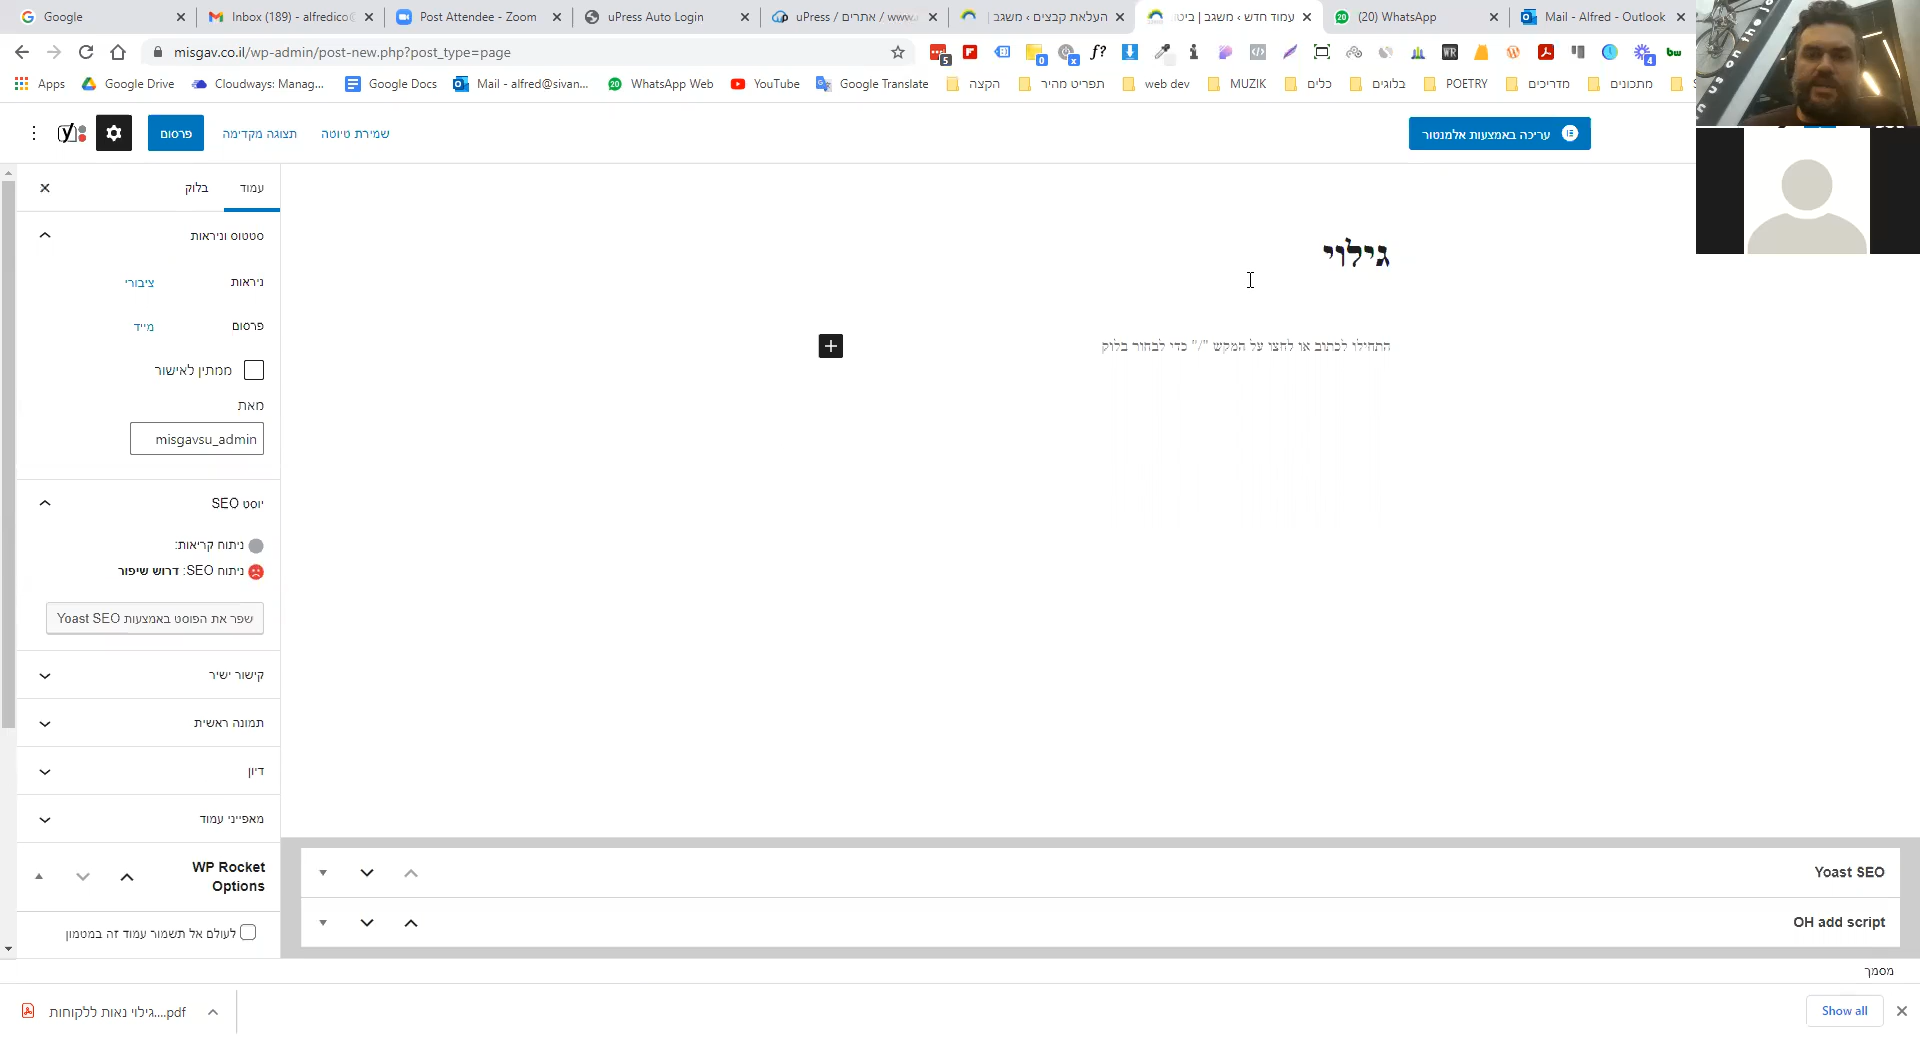 Google
Inbox (189) - alfredico
Post Attendee - Zoom
uPress Auto Login
uPress / אתרים / www.
העלאת קבצים ‹ משגב |
עמוד חדש ‹ משגב | ביטו
(20) WhatsApp
Mail - Alfred - Outlook
misgav.co.il/wp-admin/post-new.php?post_type=page
Apps
Google Drive
Cloudways: Manag...
Google Docs
Mail - alfred@sivan...
WhatsApp Web
YouTube
Google Translate
הקצה
תפריט מהיר
web dev
MUZIK
כלים
בלוגים
POETRY
מדריכים
מתכונים
פרסום
תצוגה מקדימה
שמירת טיוטה
עריכה באמצעות אלמנטור
עמוד
בלוק
סטטוס וניראות
ניראות
ציבורי
פרסום
מייד
ממתין לאישור
מאת
misgavsu_admin
יוסט SEO
ניתוח קריאות:
ניתוח SEO: דרוש שיפור
שפר את הפוסט באמצעות Yoast SEO
קישור ישיר
תמונה ראשית
דיון
מאפייני עמוד
WP Rocket
Options
לעולם אל תשמור עמוד זה במטמון
גילוי
התחילו לכתוב או לחצו על המקש "/" כדי לבחור בלוק
Yoast SEO
OH add script
מסמך
גילוי נאות ללקוחות....pdf
Show all